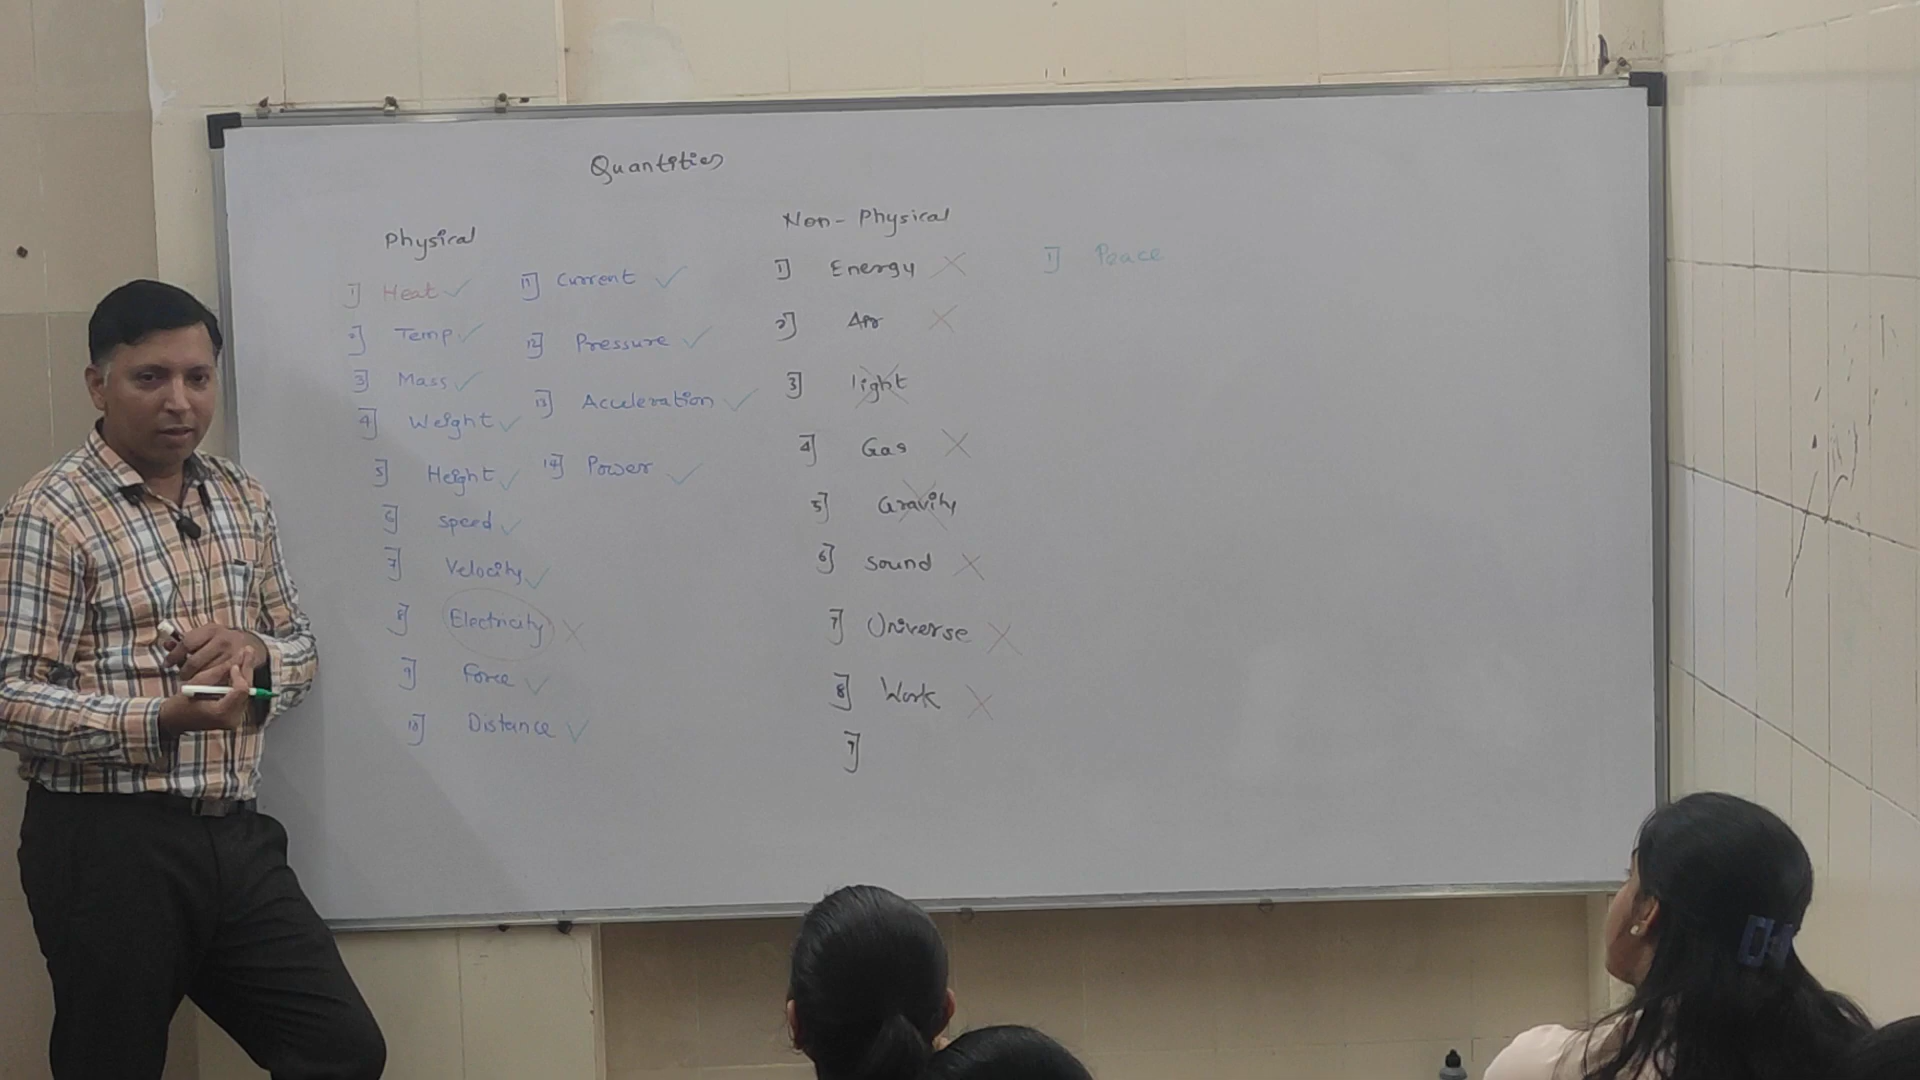 Quantities
Physical
1] Heat ✓
2] Temp ✓
3] Mass ✓
4] Weight ✓
5] Height ✓
6] speed ✓
7] Velocity ✓
8] Electricity ✗
9] Force ✓
10] Distance ✓
11] Current ✓
12] Pressure ✓
13] Acceleration ✓
14] Power ✓
Non-Physical
1] Energy ✗
2] Air ✗
3] light ✗
4] Gas ✗
5] Gravity ✗
6] Sound ✗
7] Universe ✗
8] Work ✗
9]
1] Peace